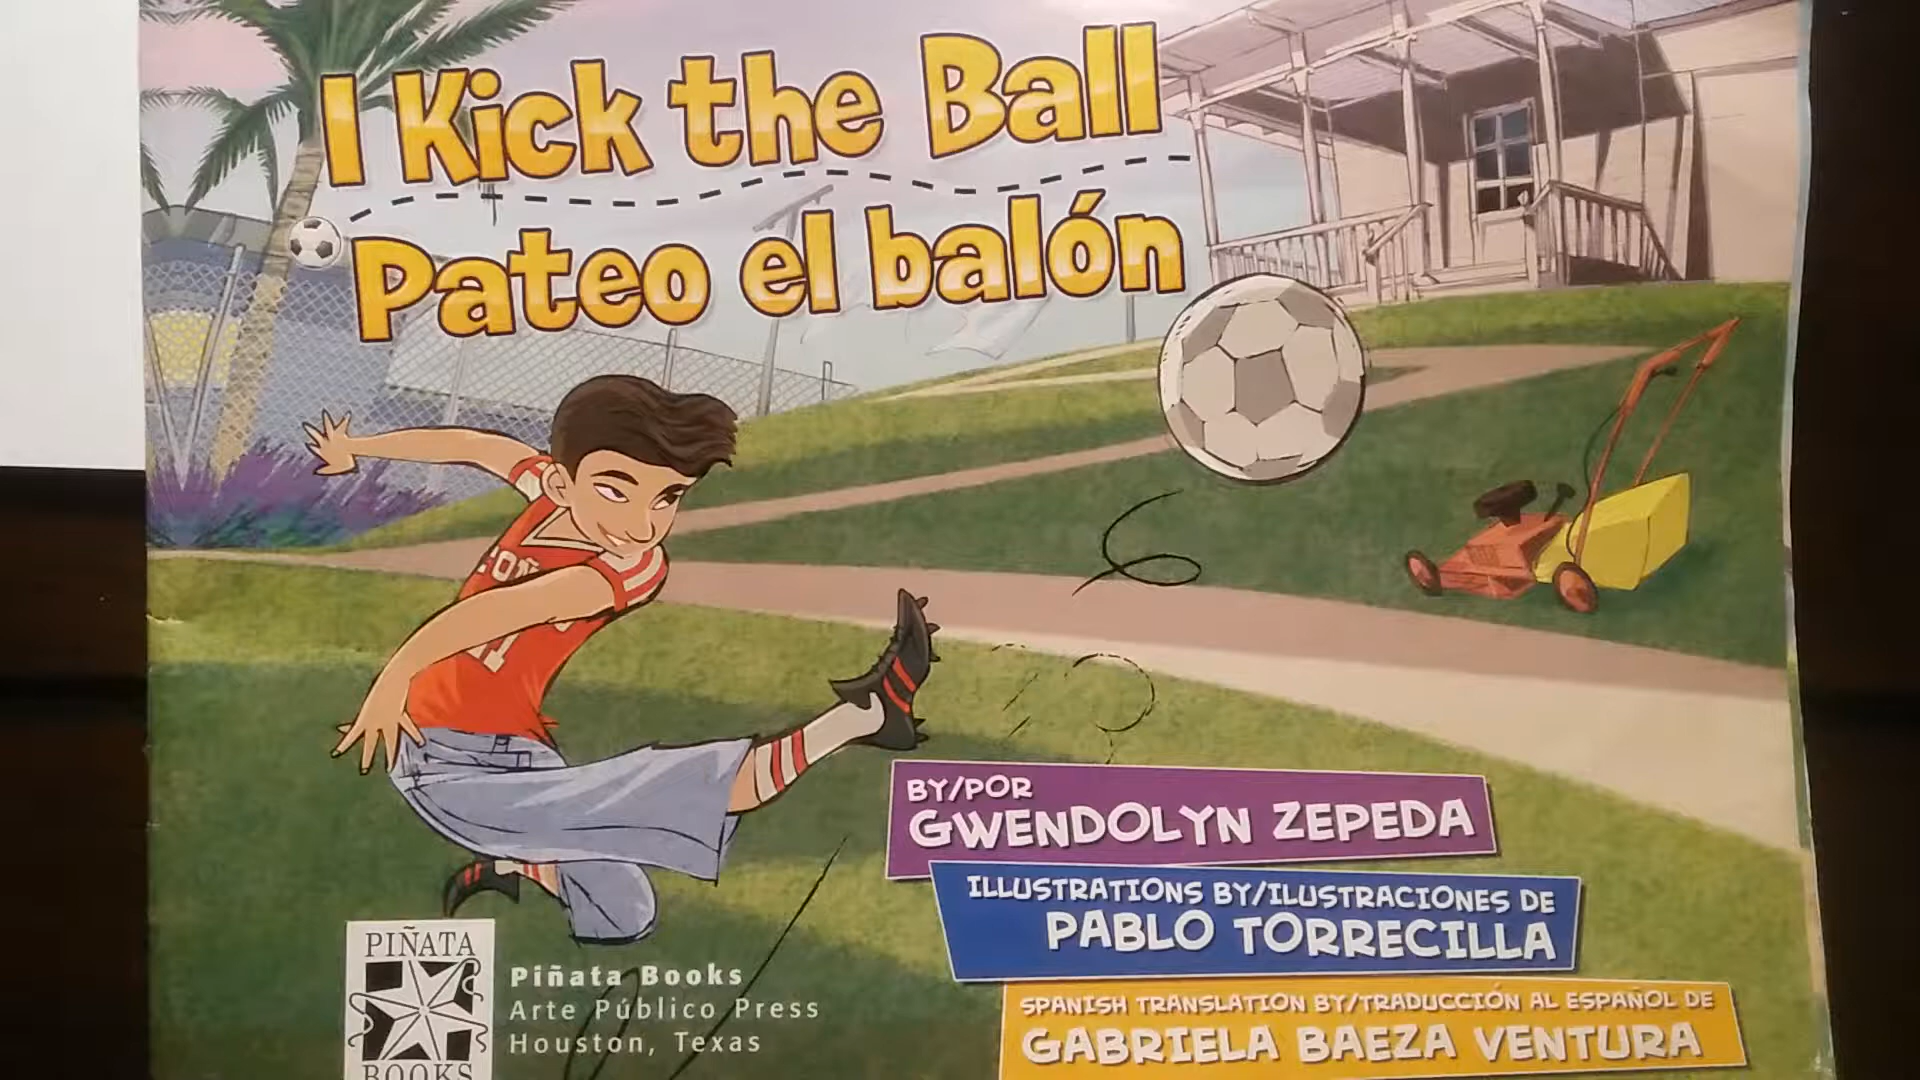 I Kick the Ball
Pateo el balón
BY/POR
GWENDOLYN ZEPEDA
ILLUSTRATIONS BY/ILUSTRACIONES DE
PABLO TORRECILLA
SPANISH TRANSLATION BY/TRADUCCIÓN AL ESPAÑOL DE
GABRIELA BAEZA VENTURA
PIÑATA
BOOKS
Piñata Books
Arte Público Press
Houston, Texas